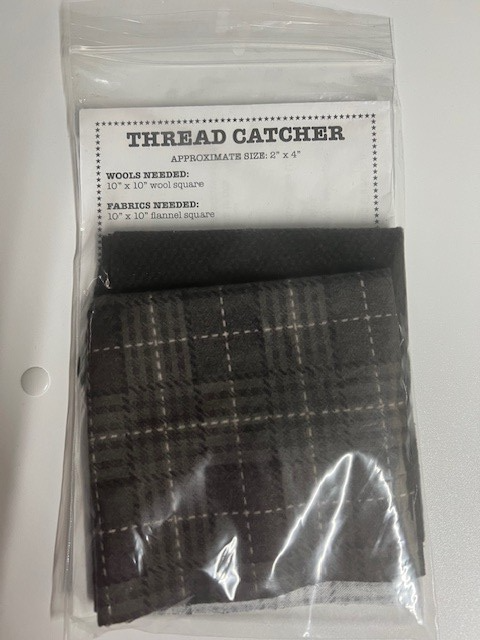 THREAD CATCHER
APPROXIMATE SIZE: 2" x 4"
WOOLS NEEDED:
10" x 10" wool square
FABRICS NEEDED:
10" x 10" flannel square